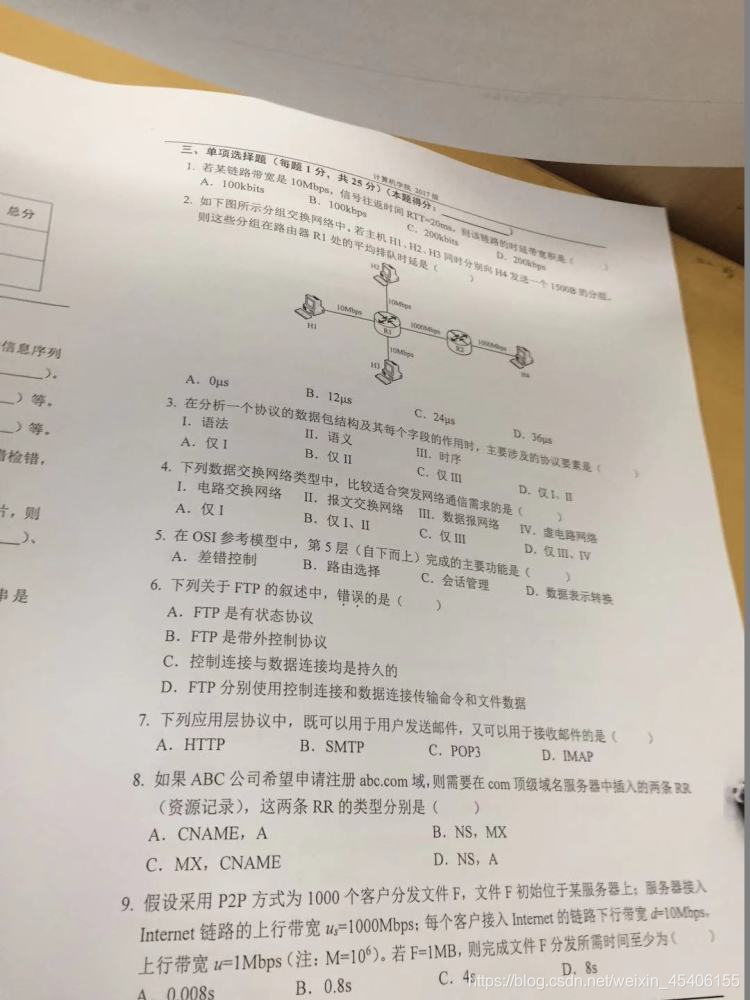 计算机学院 2017级
三、单项选择题（每题 1 分，共 25 分）（本题得分：________）
1. 若某链路带宽是 10Mbps，信号往返时间 RTT=20ms，则该链路的时延带宽积是（ ）
A. 100kbits B. 100kbps C. 200kbits D. 200kbps
2. 如下图所示分组交换网络中，若主机 H1、H2、H3 同时分别向 H4 发送一个 1500B 的分组，
则这些分组在路由器 R1 处的平均排队时延是（ ）
H2
10Mbps
H1 10Mbps R1 1000Mbps R2 1000Mbps H4
10Mbps
H3
A. 0μs B. 12μs C. 24μs D. 36μs
3. 在分析一个协议的数据包结构及其每个字段的作用时，主要涉及的协议要素是（ ）
I. 语法 II. 语义 III. 时序
A. 仅 I B. 仅 II C. 仅 III D. 仅 I、II
4. 下列数据交换网络类型中，比较适合突发网络通信需求的是（ ）
I. 电路交换网络 II. 报文交换网络 III. 数据报网络 IV. 虚电路网络
A. 仅 I B. 仅 I、II C. 仅 III D. 仅 III、IV
5. 在 OSI 参考模型中，第 5 层（自下而上）完成的主要功能是（ ）
A. 差错控制 B. 路由选择 C. 会话管理 D. 数据表示转换
6. 下列关于 FTP 的叙述中，错误的是（ ）
A. FTP 是有状态协议
B. FTP 是带外控制协议
C. 控制连接与数据连接均是持久的
D. FTP 分别使用控制连接和数据连接传输命令和文件数据
7. 下列应用层协议中，既可以用于用户发送邮件，又可以用于接收邮件的是（ ）
A. HTTP B. SMTP C. POP3 D. IMAP
8. 如果 ABC 公司希望申请注册 abc.com 域，则需要在 com 顶级域名服务器中插入的两条 RR
（资源记录），这两条 RR 的类型分别是（ ）
A. CNAME，A B. NS，MX
C. MX，CNAME D. NS，A
9. 假设采用 P2P 方式为 1000 个客户分发文件 F，文件 F 初始位于某服务器上；服务器接入
Internet 链路的上行带宽 us=1000Mbps；每个客户接入 Internet 的链路下行带宽 d=10Mbps，
上行带宽 u=1Mbps（注：M=10⁶）。若 F=1MB，则完成文件 F 分发所需时间至少为（ ）
A. 0.008s B. 0.8s C. 4s D. 8s
总分
信息序列
）。
）等。
）等。
错检错，
片，则
）、
串是
https://blog.csdn.net/weixin_45406155